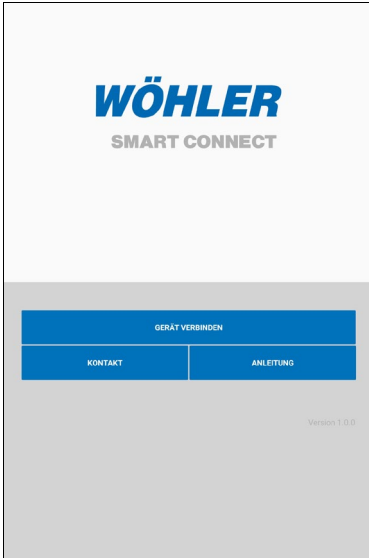 WÖHLER
SMART CONNECT
GERÄT VERBINDEN
KONTAKT ANLEITUNG
Version 1.0.0